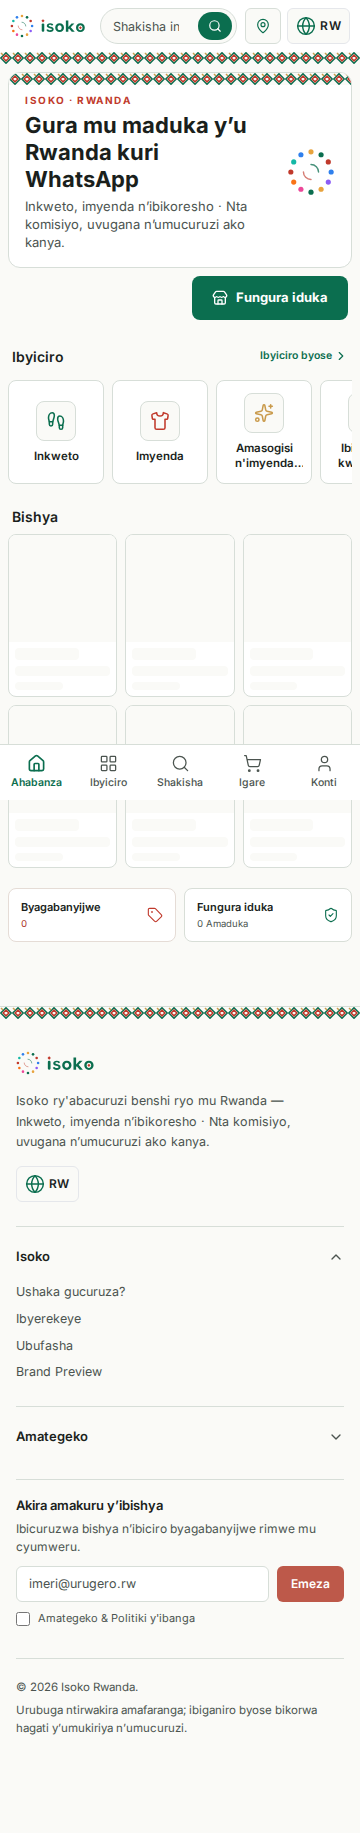 isoko
Shakisha in
RW
ISOKO · RWANDA
Gura mu maduka y’u
Rwanda kuri
WhatsApp
Inkweto, imyenda n’ibikoresho · Nta
komisiyo, uvugana n’umucuruzi ako
kanya.
Fungura iduka
Ibyiciro
Ibyiciro byose
Inkweto
Imyenda
Amasogisi
n'imyenda...
Bishya
Ahabanza
Ibyiciro
Shakisha
Igare
Konti
Byagabanyijwe
0
Fungura iduka
0 Amaduka
isoko
Isoko ry'abacuruzi benshi ryo mu Rwanda —
Inkweto, imyenda n’ibikoresho · Nta komisiyo,
uvugana n’umucuruzi ako kanya.
RW
Isoko
Ushaka gucuruza?
Ibyerekeye
Ubufasha
Brand Preview
Amategeko
Akira amakuru y’ibishya
Ibicuruzwa bishya n’ibiciro byagabanyijwe rimwe mu
cyumweru.
imeri@urugero.rw
Emeza
Amategeko & Politiki y'ibanga
© 2026 Isoko Rwanda.
Urubuga ntirwakira amafaranga; ibiganiro byose bikorwa
hagati y’umukiriya n’umucuruzi.